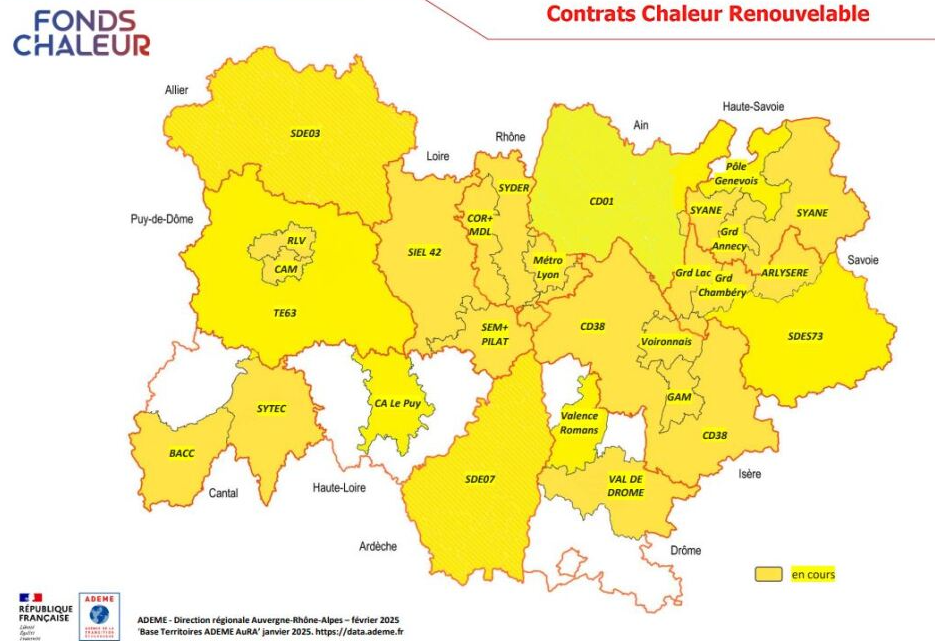 FONDS
CHALEUR
Contrats Chaleur Renouvelable
Allier
SDE03
Haute-Savoie
Ain
Rhône
Loire
Pôle
Genevois
SYDER
CD01
Puy-de-Dôme
COR+
MDL
SYANE
SYANE
Grd
Annecy
RLV
SIEL 42
Métro
Lyon
Savoie
CAM
Grd Lac
Grd
Chambéry
ARLYSERE
TE63
SEM+
PILAT
CD38
Voironnais
SDES73
CA Le Puy
SYTEC
Valence
Romans
GAM
CD38
BACC
SDE07
VAL DE
DROME
Isère
Cantal
Haute-Loire
Ardèche
Drôme
en cours
RÉPUBLIQUE
FRANÇAISE
Liberté
Égalité
Fraternité
ADEME
ADEME - Direction régionale Auvergne-Rhône-Alpes – février 2025
'Base Territoires ADEME AuRA' janvier 2025. https://data.ademe.fr